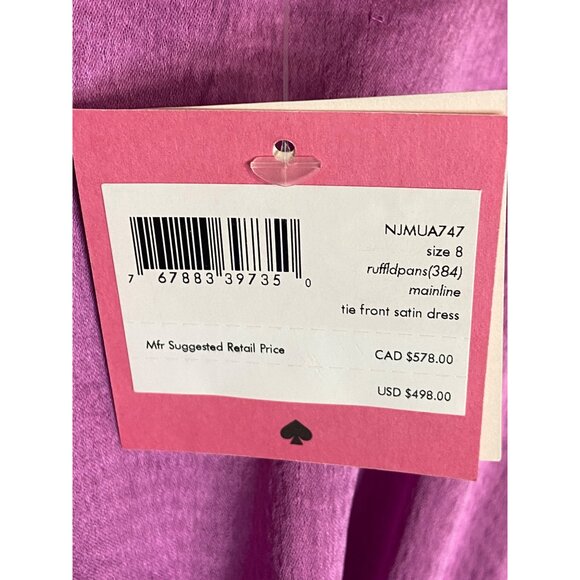 NJMUA747
size 8
ruffldpans(384)
mainline
tie front satin dress
7 67883 39735 0
Mfr Suggested Retail Price
CAD $578.00
USD $498.00